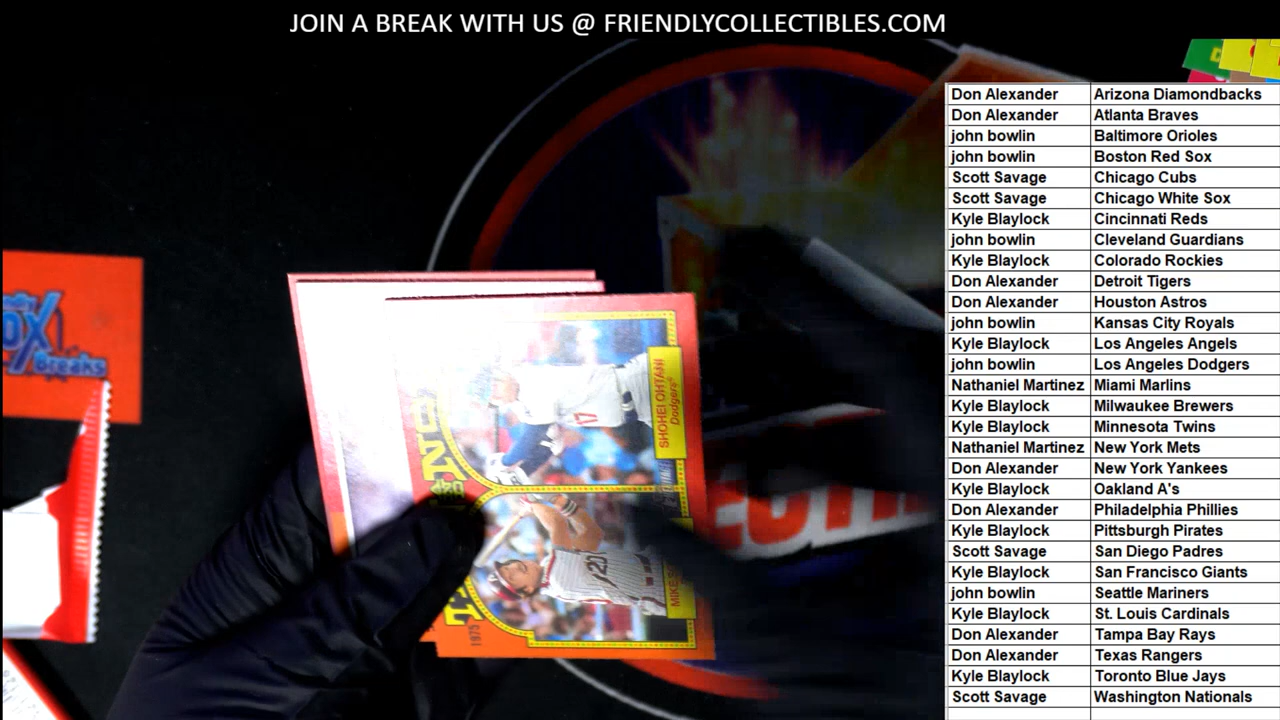 JOIN A BREAK WITH US @ FRIENDLYCOLLECTIBLES.COM
Don Alexander Arizona Diamondbacks
Don Alexander Atlanta Braves
john bowlin Baltimore Orioles
john bowlin Boston Red Sox
Scott Savage Chicago Cubs
Scott Savage Chicago White Sox
Kyle Blaylock Cincinnati Reds
john bowlin Cleveland Guardians
Kyle Blaylock Colorado Rockies
Don Alexander Detroit Tigers
Don Alexander Houston Astros
john bowlin Kansas City Royals
Kyle Blaylock Los Angeles Angels
john bowlin Los Angeles Dodgers
Nathaniel Martinez Miami Marlins
Kyle Blaylock Milwaukee Brewers
Kyle Blaylock Minnesota Twins
Nathaniel Martinez New York Mets
Don Alexander New York Yankees
Kyle Blaylock Oakland A's
Don Alexander Philadelphia Phillies
Kyle Blaylock Pittsburgh Pirates
Scott Savage San Diego Padres
Kyle Blaylock San Francisco Giants
john bowlin Seattle Mariners
Kyle Blaylock St. Louis Cardinals
Don Alexander Tampa Bay Rays
Don Alexander Texas Rangers
Kyle Blaylock Toronto Blue Jays
Scott Savage Washington Nationals
Breaks
SHOHEI OHTANI
Dodgers
17
MIKE
1975